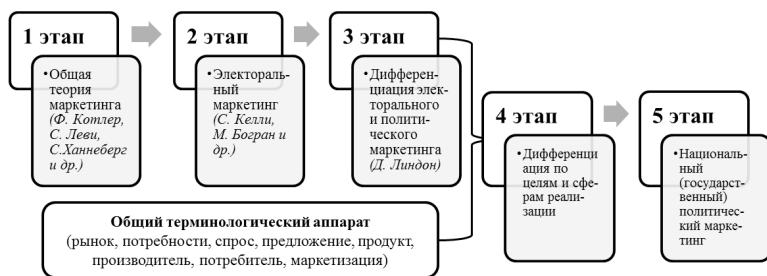 1 этап
• Общая
теория
маркетинга
(Ф. Котлер,
С. Леви,
С.Ханнеберг
и др.)
2 этап
• Электораль-
ный
маркетинг
(С. Келли,
М. Богран и
др.)
3 этап
• Дифферен-
циация элек-
торального
и полити-
ческого
маркетинга
(Д. Линдон)
4 этап
• Дифференци
ация по
целям и сфе-
рам реали-
зации
5 этап
• Националь-
ный
(государст-
венный)
политичес-
кий марке-
тинг
Общий терминологический аппарат
(рынок, потребности, спрос, предложение, продукт,
производитель, потребитель, маркетизация)